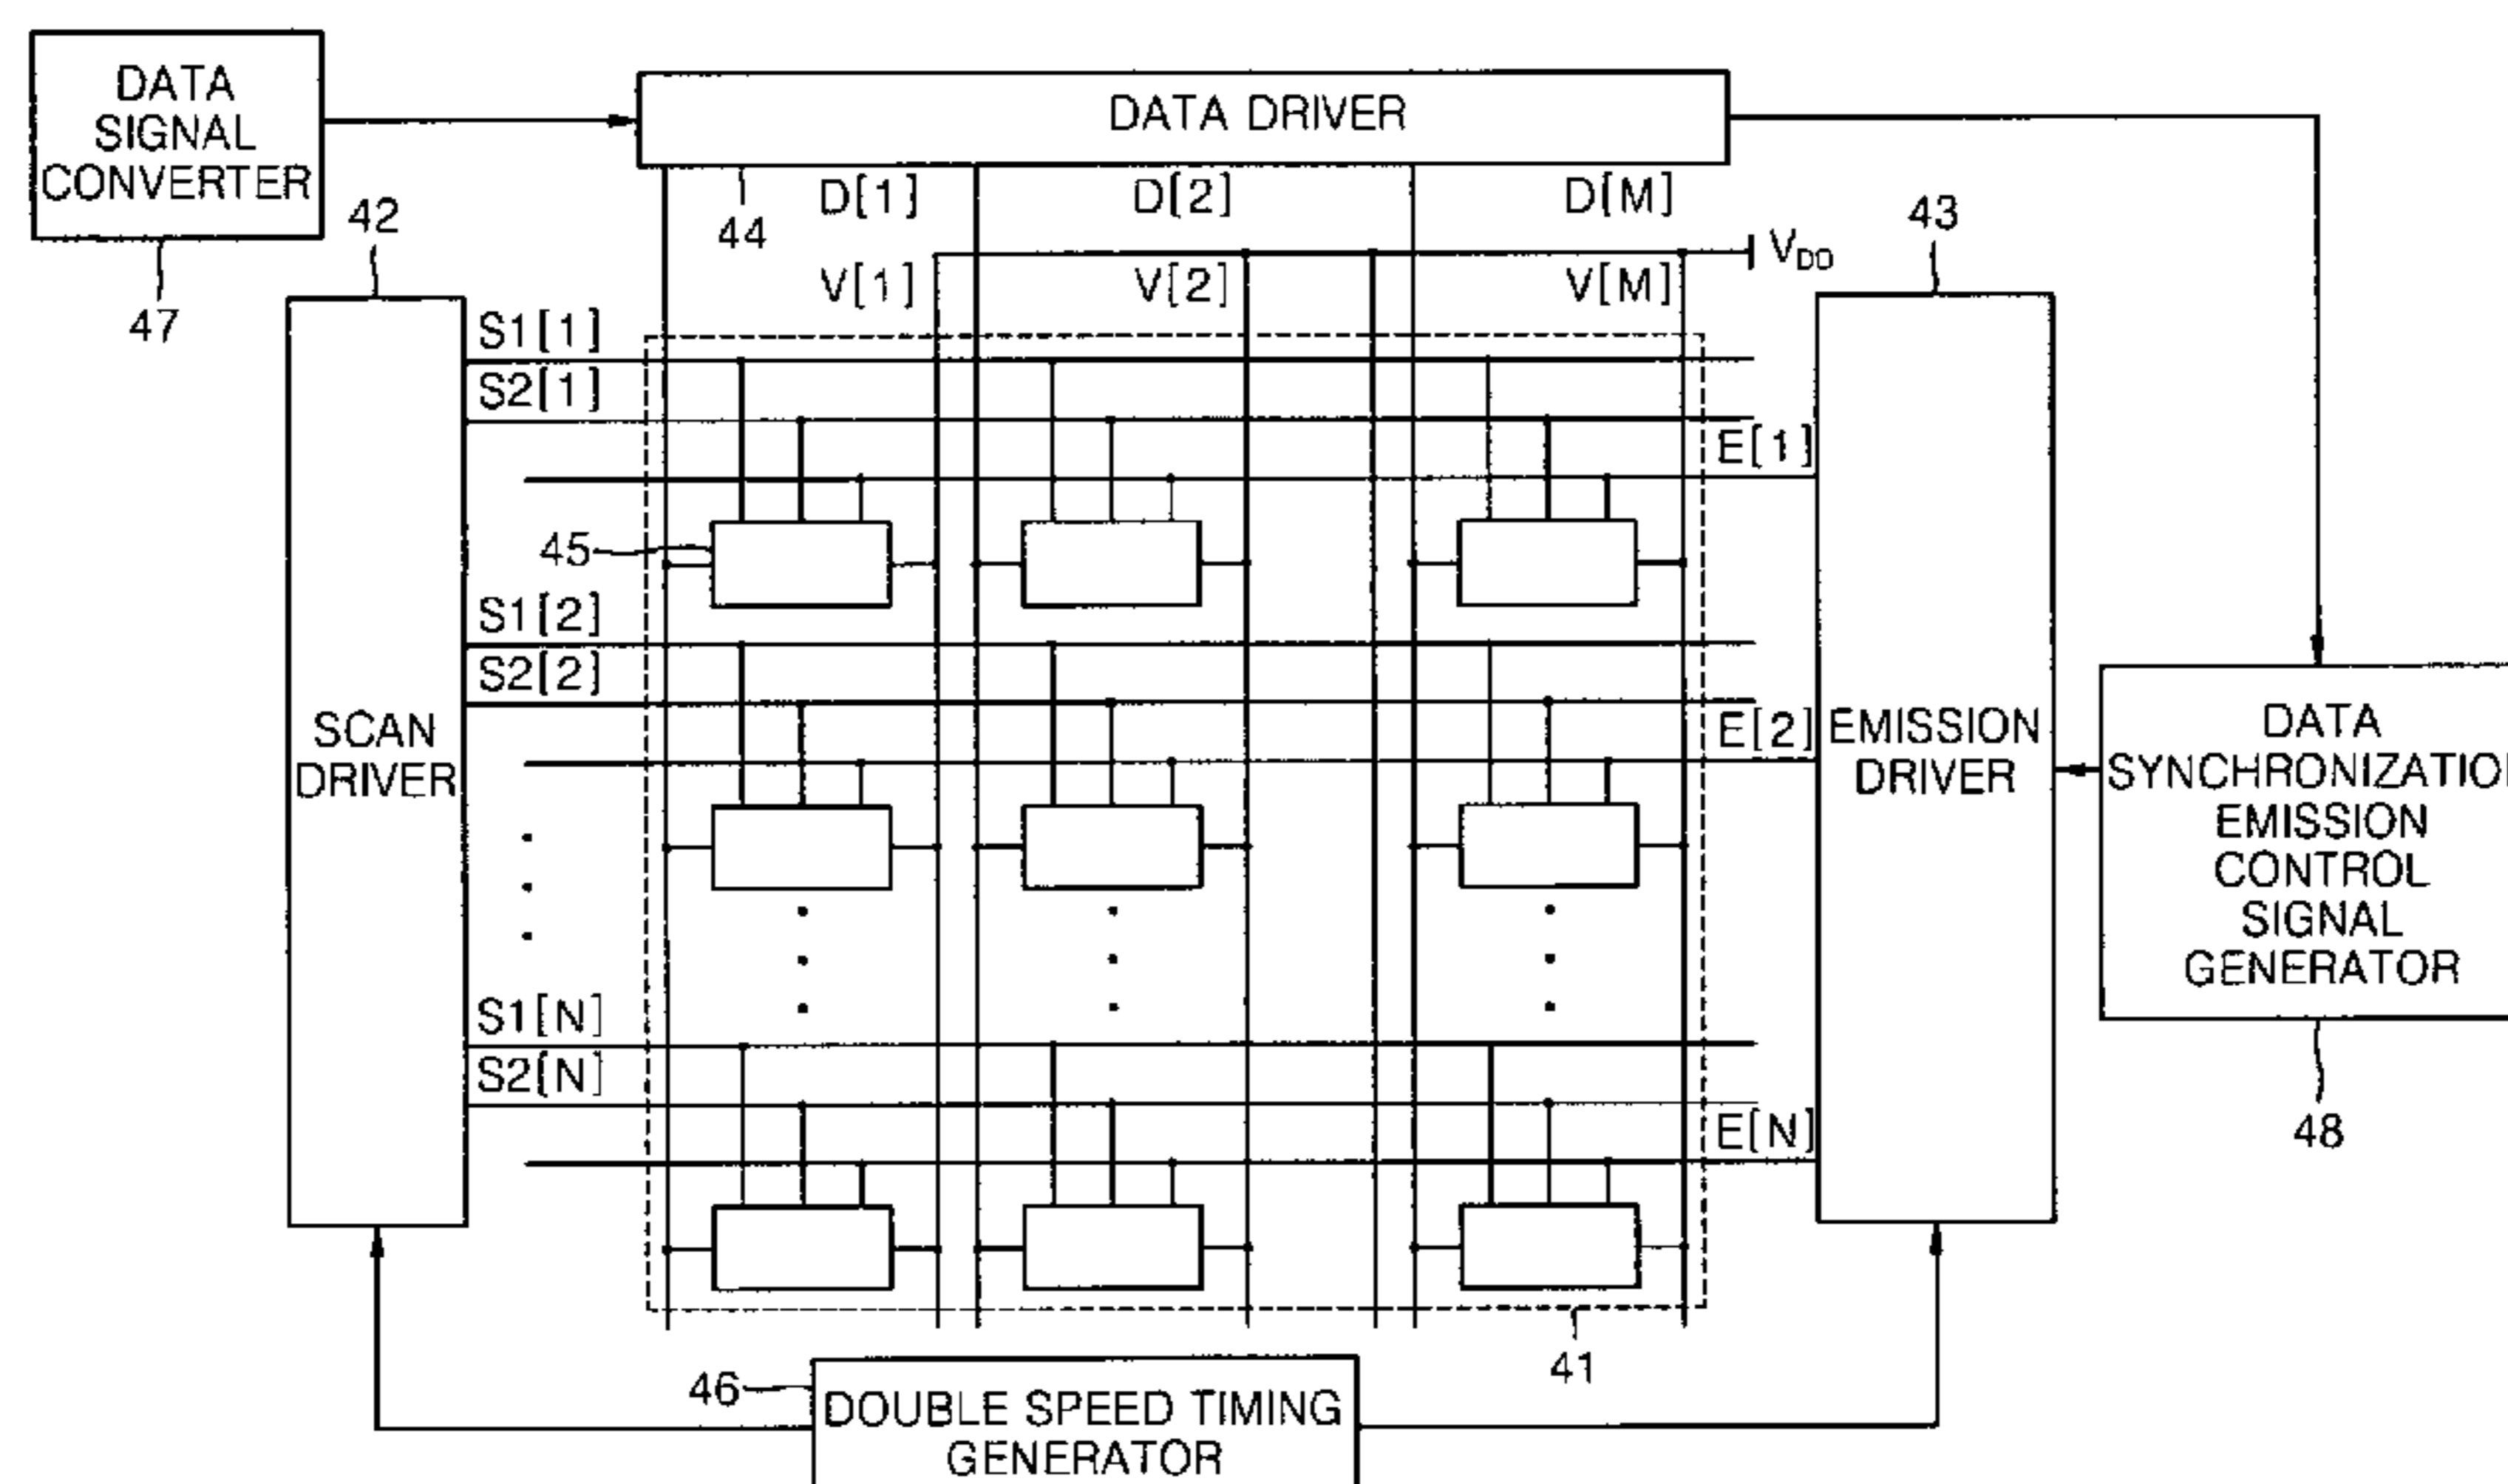 DATA
SIGNAL
CONVERTER
47
DATA DRIVER
44
D[1] D[2] D[M]
V[1] V[2] V[M]
VDD
42
43
SCAN
DRIVER
S1[1]
S2[1]
E[1]
45
S1[2]
S2[2]
E[2]
EMISSION
DRIVER
DATA
SYNCHRONIZATIO
EMISSION
CONTROL
SIGNAL
GENERATOR
48
S1[N]
S2[N]
E[N]
41
46
DOUBLE SPEED TIMING
GENERATOR